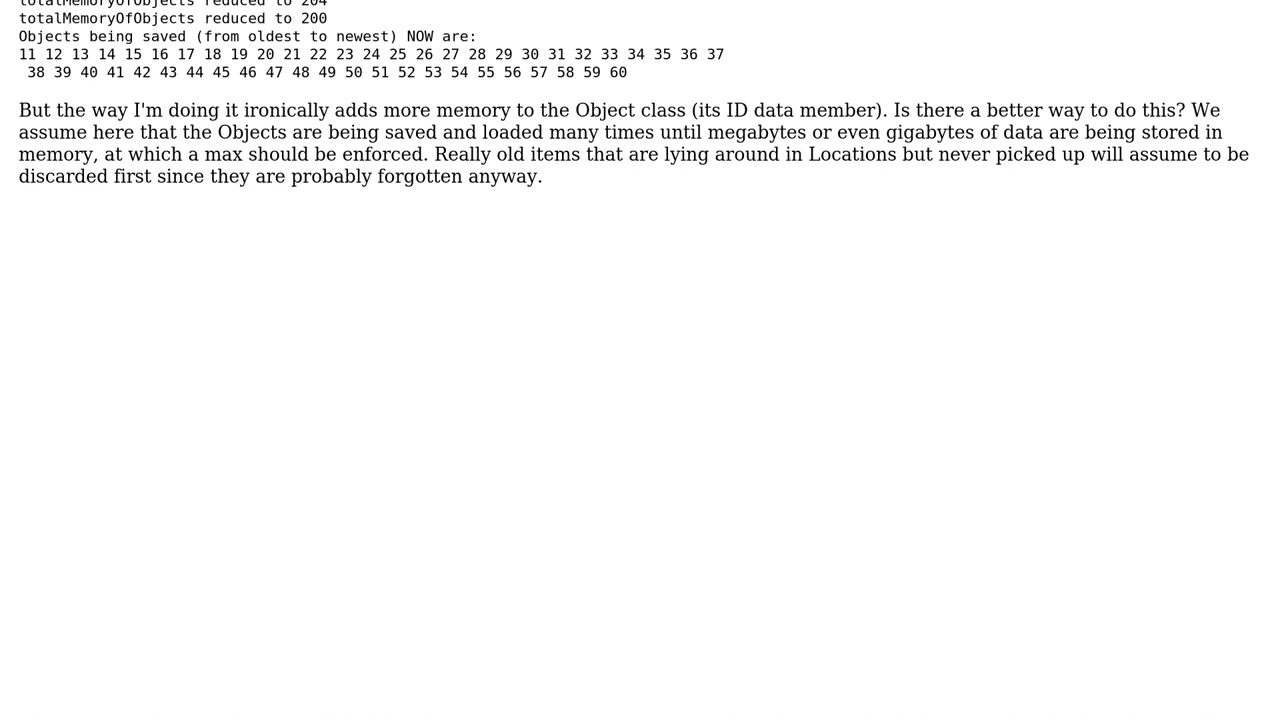 totalMemoryOfObjects reduced to 204
totalMemoryOfObjects reduced to 200
Objects being saved (from oldest to newest) NOW are:
11 12 13 14 15 16 17 18 19 20 21 22 23 24 25 26 27 28 29 30 31 32 33 34 35 36 37
38 39 40 41 42 43 44 45 46 47 48 49 50 51 52 53 54 55 56 57 58 59 60
But the way I'm doing it ironically adds more memory to the Object class (its ID data member). Is there a better way to do this? We
assume here that the Objects are being saved and loaded many times until megabytes or even gigabytes of data are being stored in
memory, at which a max should be enforced. Really old items that are lying around in Locations but never picked up will assume to be
discarded first since they are probably forgotten anyway.